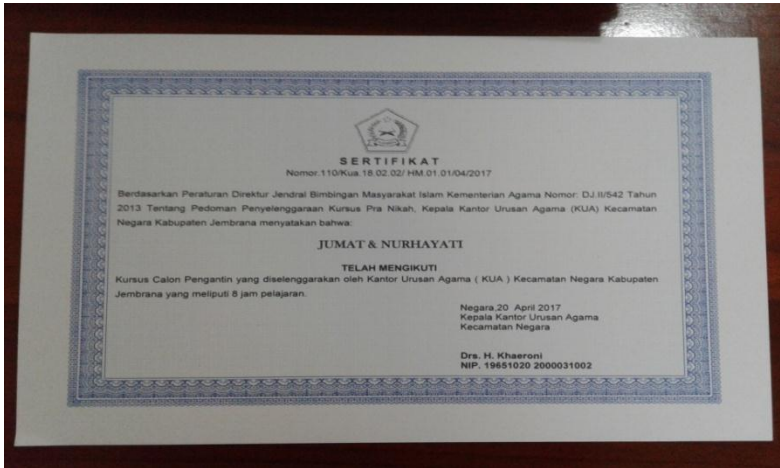 SERTIFIKAT
Nomor.110/Kua.18.02.02/ HM.01.01/04/2017
Berdasarkan Peraturan Direktur Jendral Bimbingan Masyarakat Islam Kementerian Agama Nomor: DJ.II/542 Tahun
2013 Tentang Pedoman Penyelenggaraan Kursus Pra Nikah, Kepala Kantor Urusan Agama (KUA) Kecamatan
Negara Kabupaten Jembrana menyatakan bahwa:
JUMAT & NURHAYATI
TELAH MENGIKUTI
Kursus Calon Pengantin yang diselenggarakan oleh Kantor Urusan Agama ( KUA ) Kecamatan Negara Kabupaten
Jembrana yang meliputi 8 jam pelajaran.
Negara,20 April 2017
Kepala Kantor Urusan Agama
Kecamatan Negara
Drs. H. Khaeroni
NIP. 19651020 2000031002